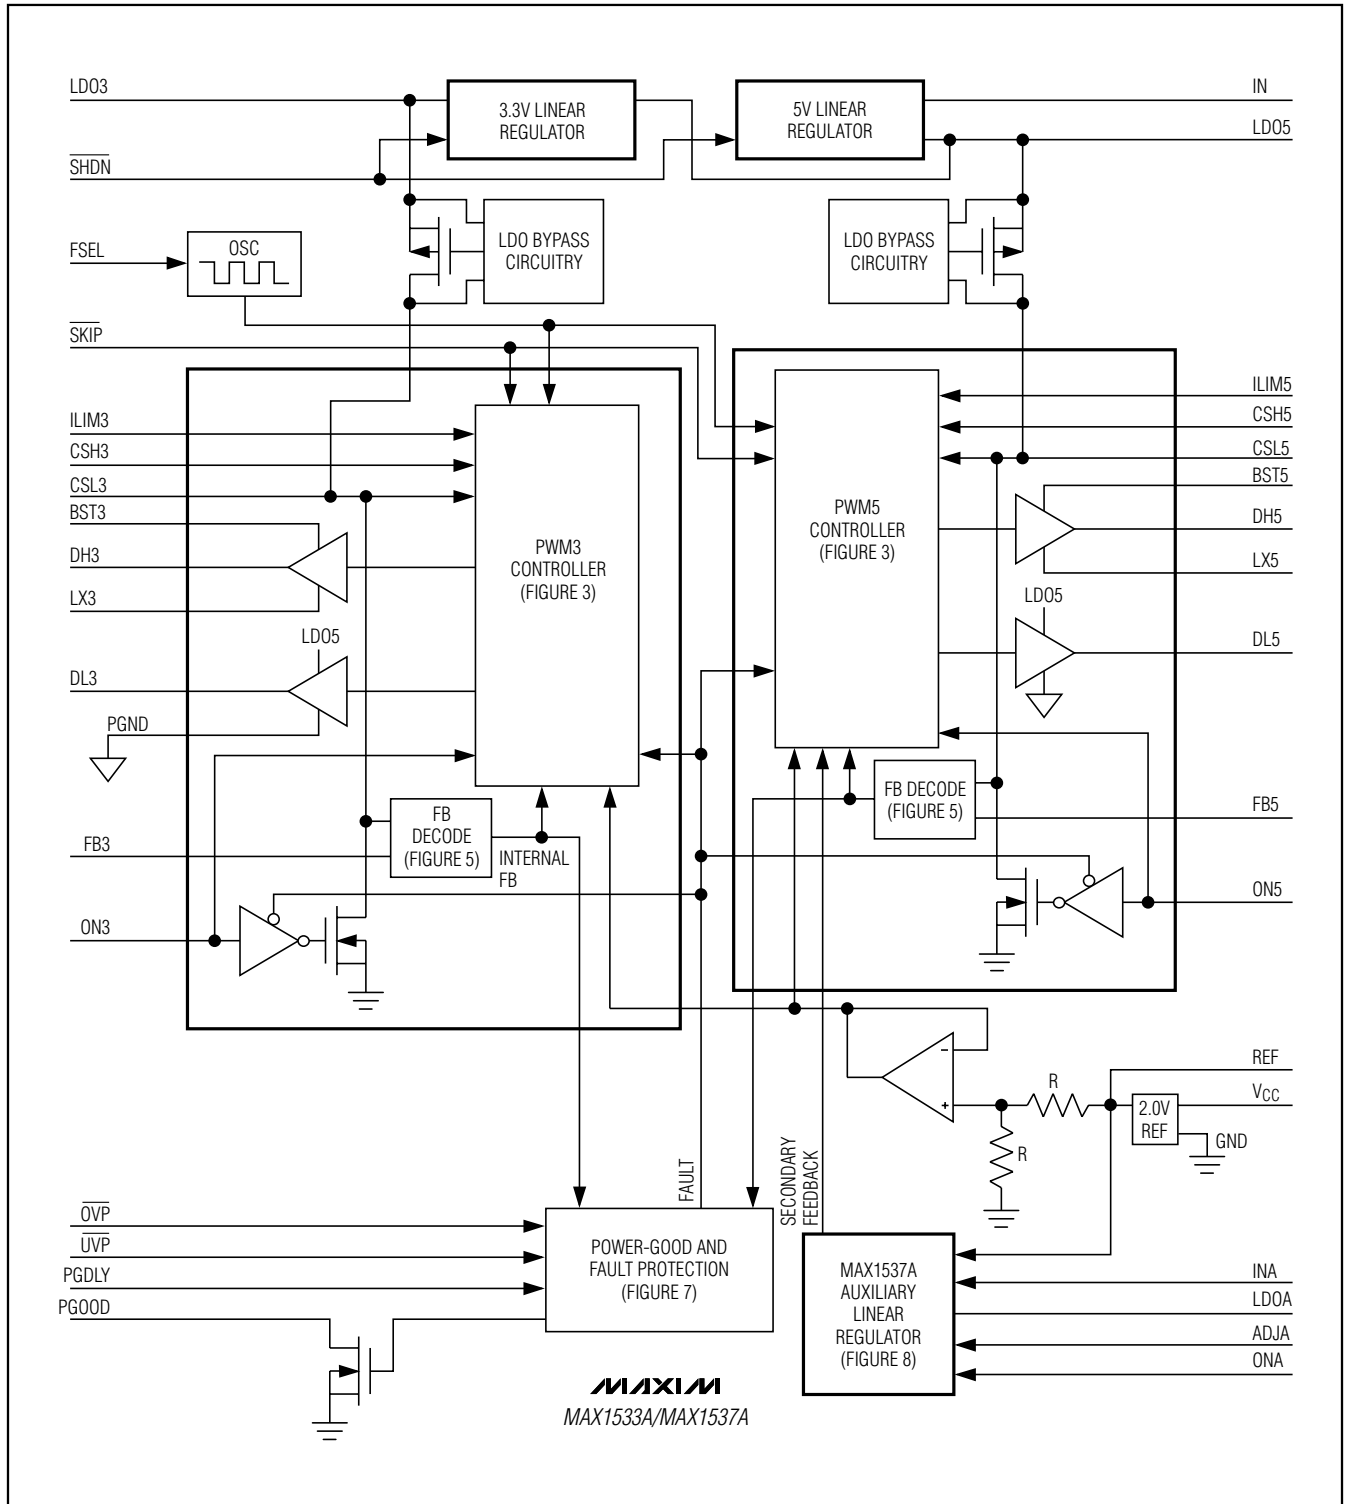 LDO3
3.3V LINEAR
REGULATOR
5V LINEAR
REGULATOR
IN
LDO5
SHDN
FSEL
OSC
LDO BYPASS
CIRCUITRY
LDO BYPASS
CIRCUITRY
SKIP
ILIM3
CSH3
CSL3
BST3
DH3
LX3
LDO5
DL3
PGND
PWM3
CONTROLLER
(FIGURE 3)
PWM5
CONTROLLER
(FIGURE 3)
ILIM5
CSH5
CSL5
BST5
DH5
LX5
LDO5
DL5
FB
DECODE
(FIGURE 5)
INTERNAL
FB
FB3
ON3
FB DECODE
(FIGURE 5)
FB5
ON5
-
+
R
R
2.0V
REF
REF
VCC
GND
FAULT
SECONDARY
FEEDBACK
OVP
UVP
PGDLY
PGOOD
POWER-GOOD AND
FAULT PROTECTION
(FIGURE 7)
MAX1537A
AUXILIARY
LINEAR
REGULATOR
(FIGURE 8)
INA
LDOA
ADJA
ONA
MAXIM
MAX1533A/MAX1537A